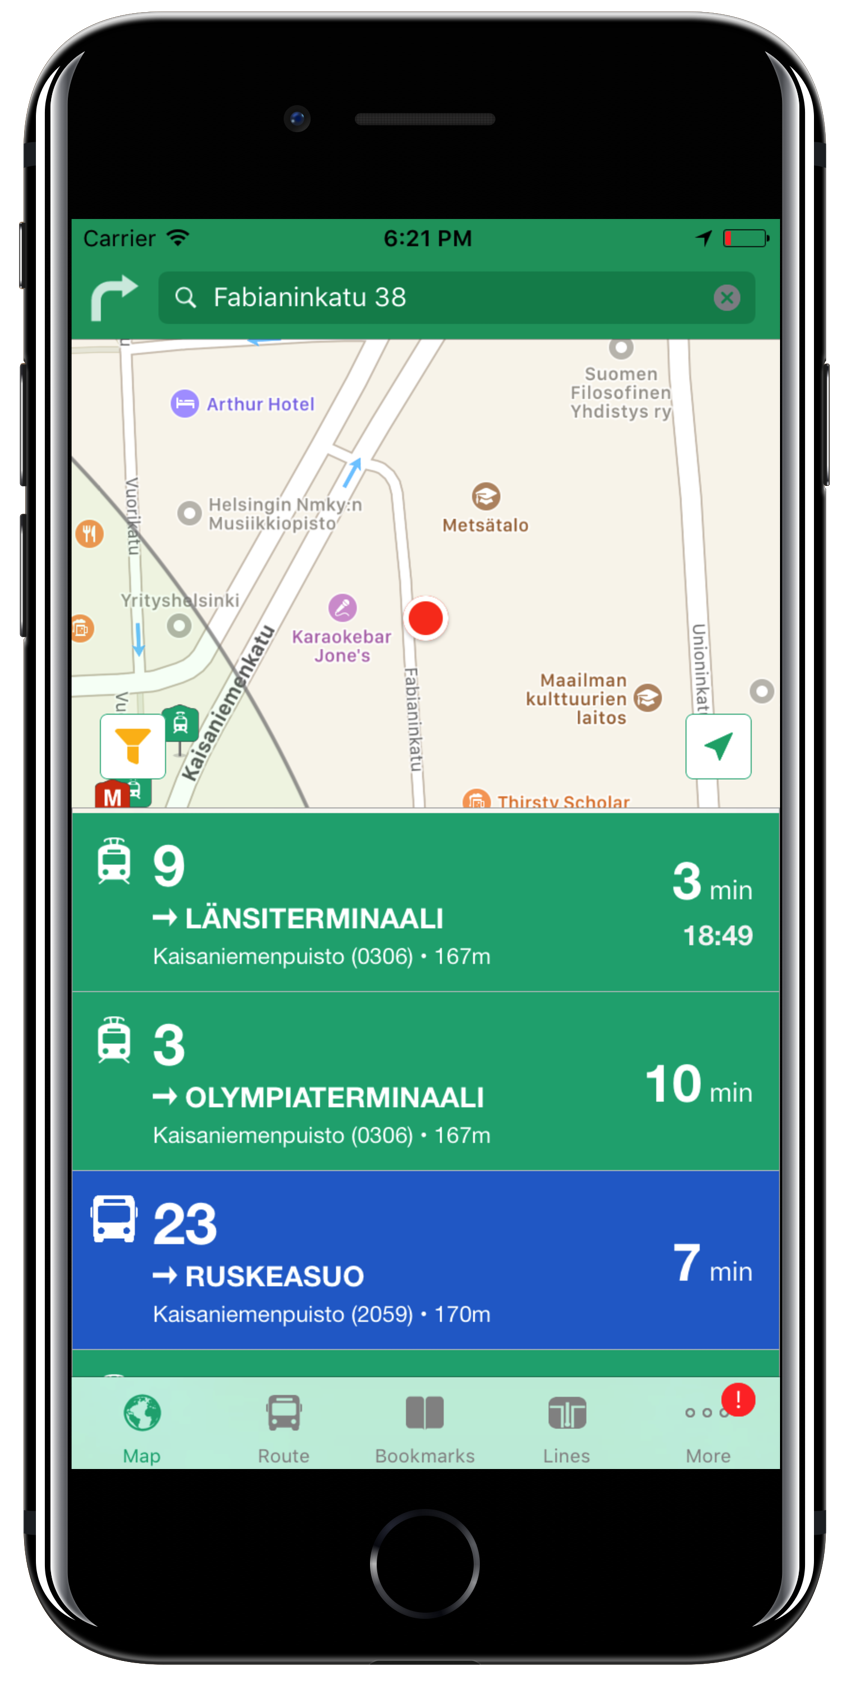 Carrier 6:21 PM
Fabianinkatu 38
Suomen
Filosofinen
Yhdistys ry
Arthur Hotel
Vuorikatu
Helsingin Nmky:n
Musiikkiopisto
Metsätalo
Yrityshelsinki
Karaokebar
Jone's
Kaisaniemenkatu
Fabianinkatu
Unioninkatu
Maailman
kulttuurien
laitos
Vu
M
Thirsty Scholar
9
3 min
→ LÄNSITERMINAALI
18:49
Kaisaniemenpuisto (0306) • 167m
3
→ OLYMPIATERMINAALI
10 min
Kaisaniemenpuisto (0306) • 167m
23
→ RUSKEASUO
7 min
Kaisaniemenpuisto (2059) • 170m
!
Map Route Bookmarks Lines More